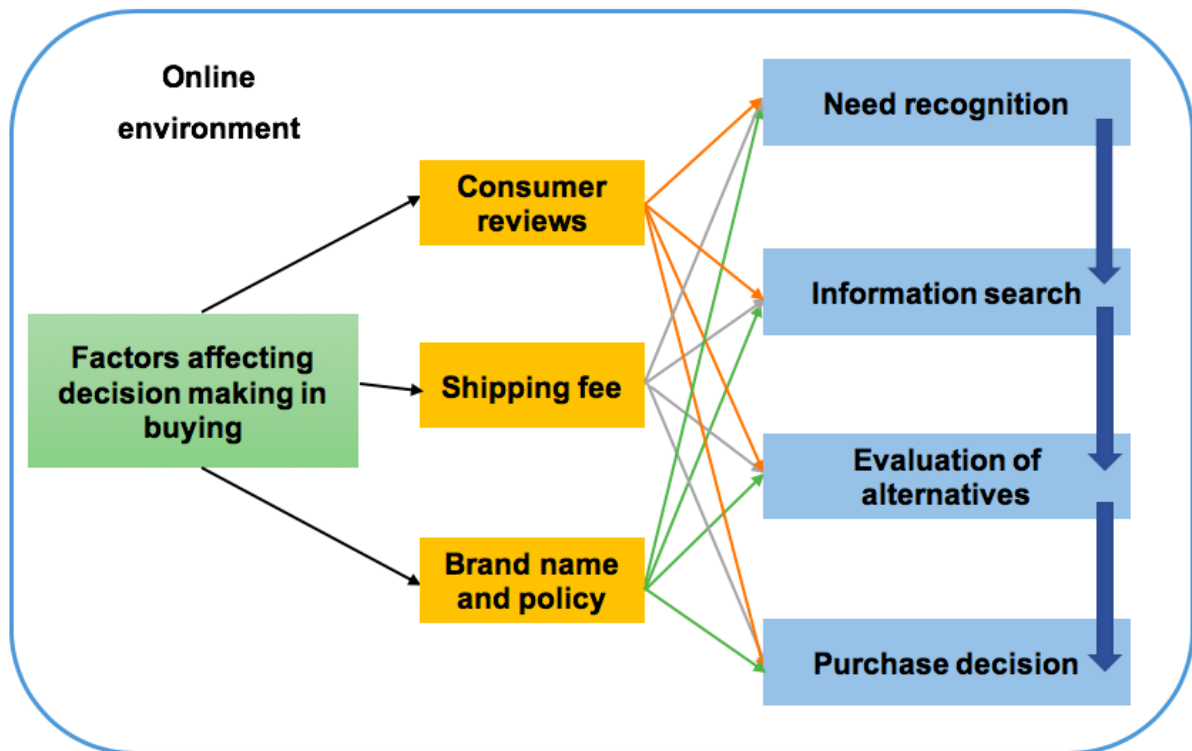 Online
environment
Factors affecting
decision making in
buying
Consumer
reviews
Shipping fee
Brand name
and policy
Need recognition
Information search
Evaluation of
alternatives
Purchase decision